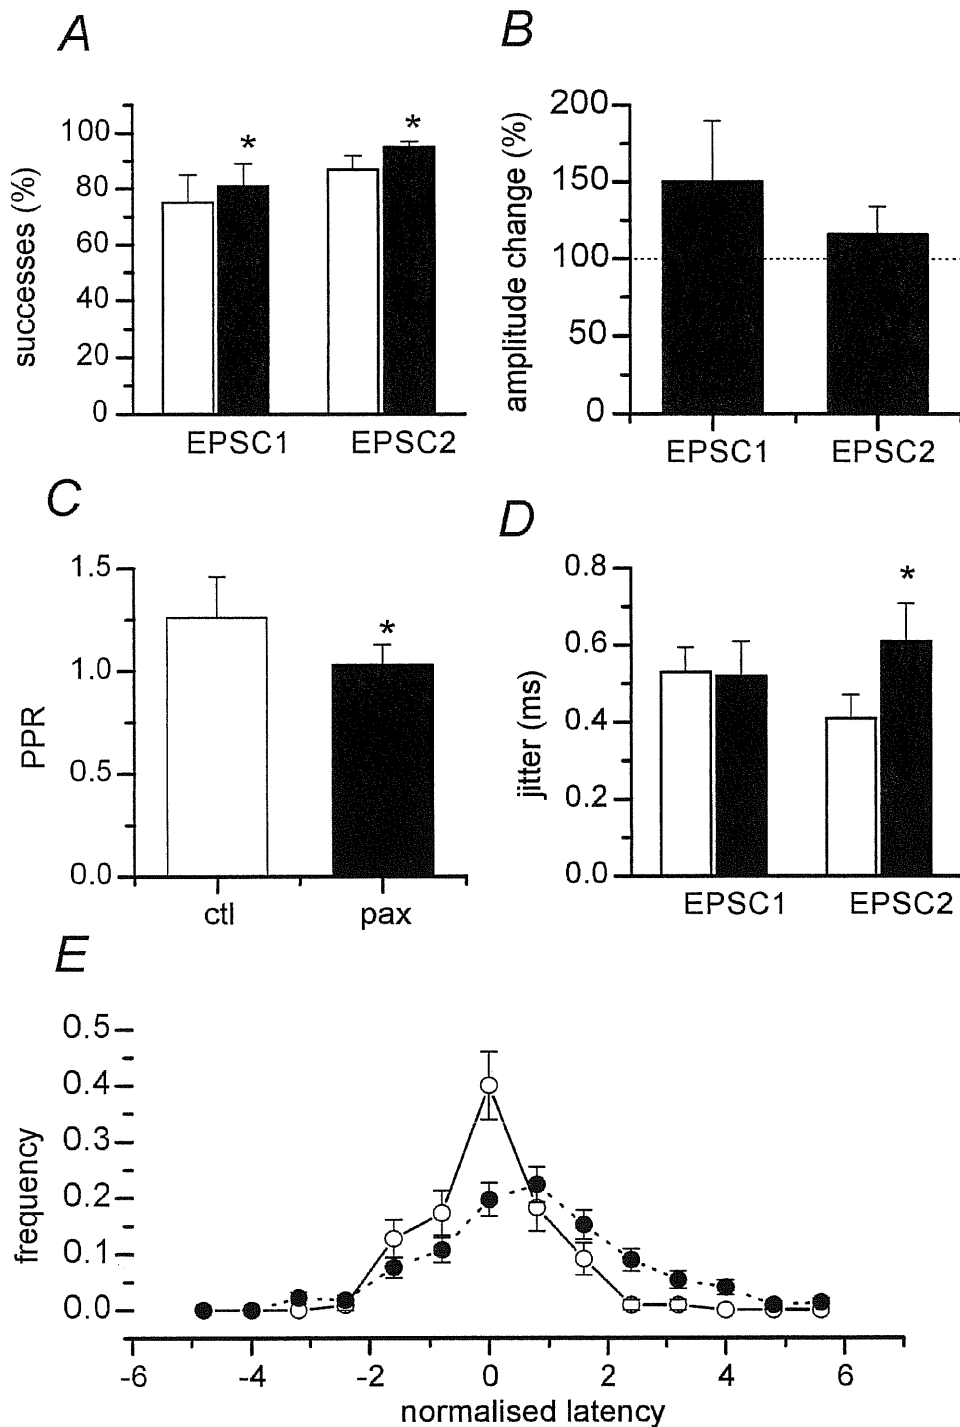 A
successes (%)
100
80
60
40
20
0
*
*
EPSC1 EPSC2
B
amplitude change (%)
200
150
100
50
0
EPSC1 EPSC2
C
PPR
1.5
1.0
0.5
0.0
*
ctl pax
D
jitter (ms)
0.8
0.6
0.4
0.2
0.0
*
EPSC1 EPSC2
E
frequency
0.5
0.4
0.3
0.2
0.1
0.0
-6 -4 -2 0 2 4 6
normalised latency